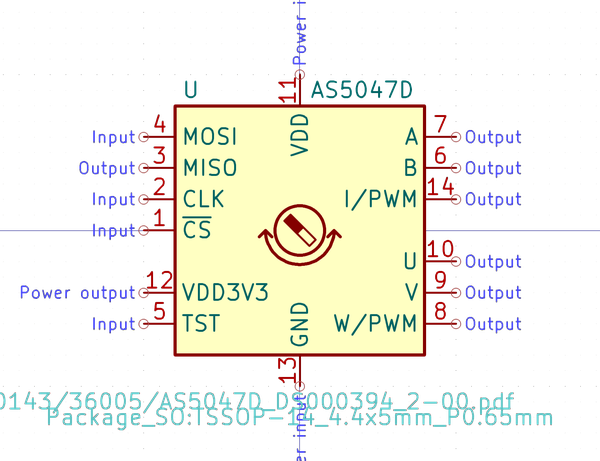 Power i
U
AS5047D
11
VDD
Input 4 MOSI
A 7 Output
Output 3 MISO
B 6 Output
Input 2 CLK
I/PWM 14 Output
Input 1 CS
U 10 Output
Power output 12 VDD3V3
V 9 Output
Input 5 TST
W/PWM 8 Output
GND
13
0143/36005/AS5047D_DS000394_2-00.pdf
Package_SO:TSSOP-14_4.4x5mm_P0.65mm
er input